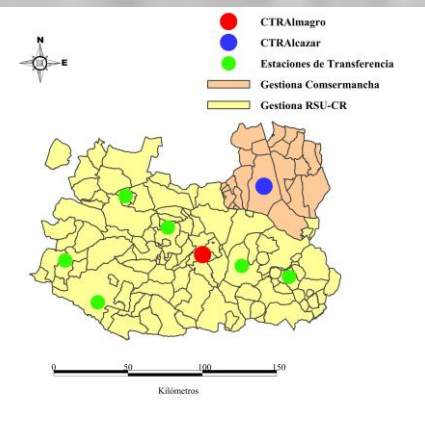 CTRAlmagro
CTRAlcazar
Estaciones de Transferencia
Gestiona Comsermancha
Gestiona RSU-CR
N
E
0 50 100 150
Kilómetros